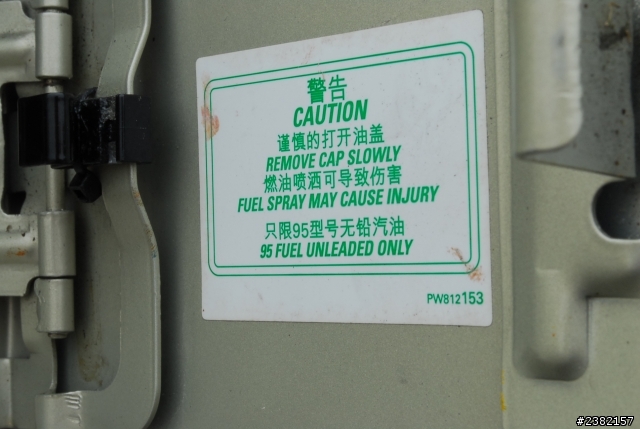 警告
CAUTION
谨慎的打开油盖
REMOVE CAP SLOWLY
燃油喷洒可导致伤害
FUEL SPRAY MAY CAUSE INJURY
只限95型号无铅汽油
95 FUEL UNLEADED ONLY
PW812153
#2382157